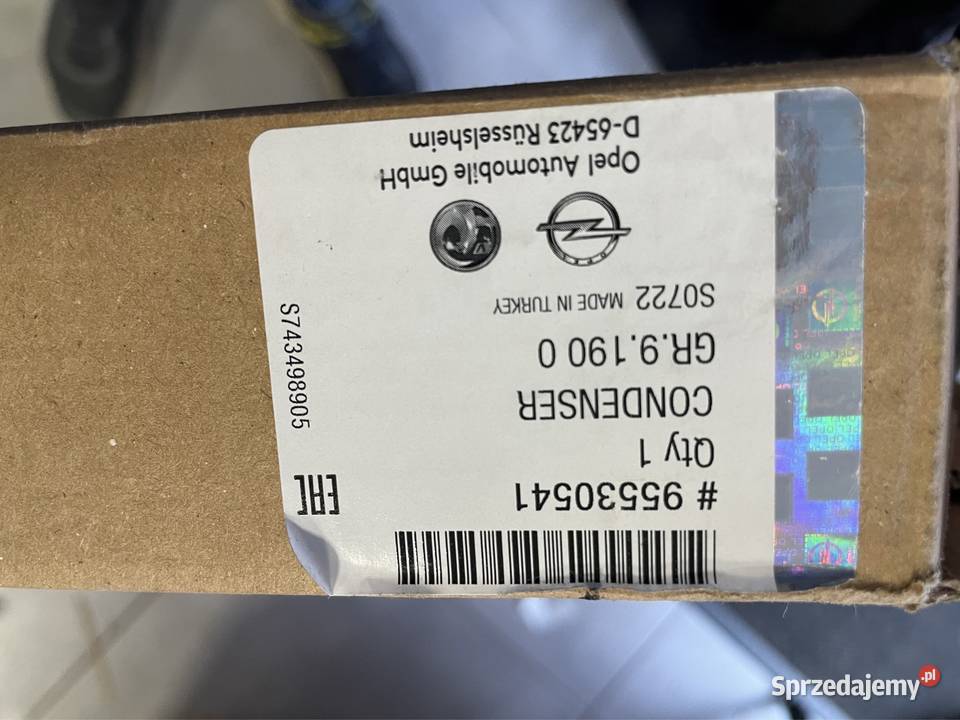 # 95530541
Qty 1
CONDENSER
GR.9.190 0
S0722 MADE IN TURKEY
OPEL
Opel Automobile GmbH
D-65423 Rüsselsheim
EAC
S743498905
Sprzedajemy.pl